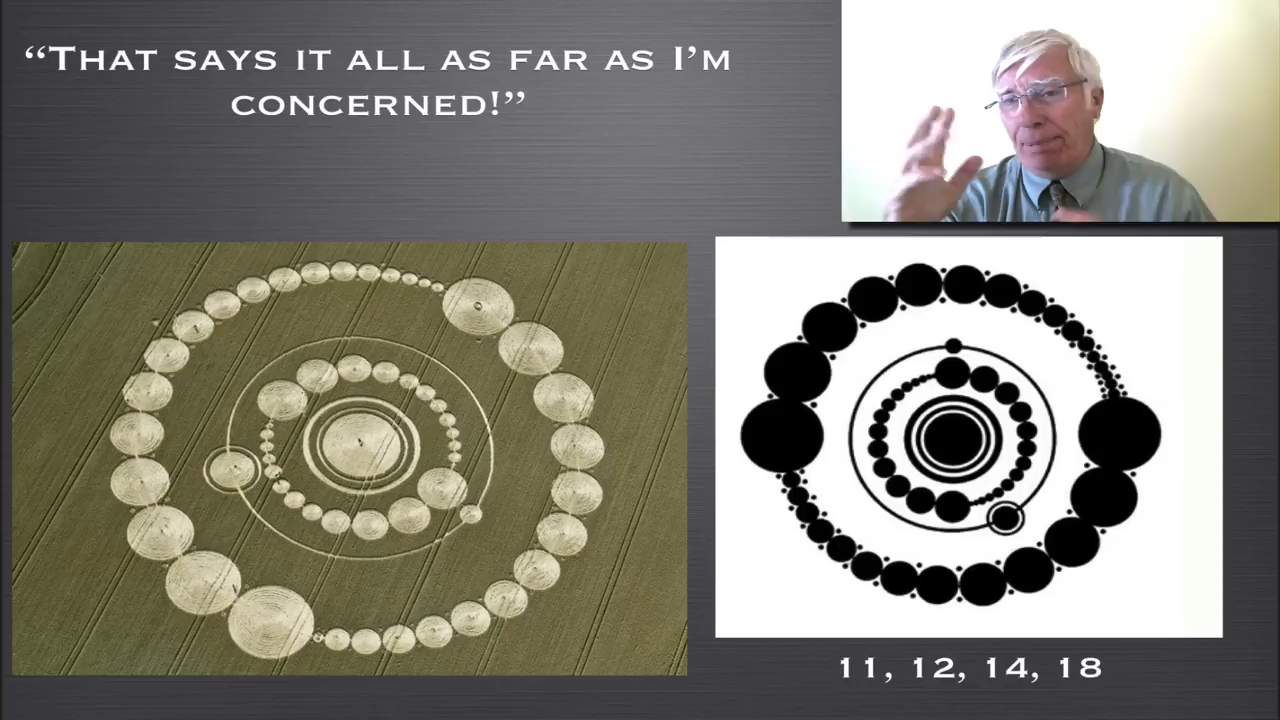 “That says it all as far as I’m
concerned!”
11, 12, 14, 18